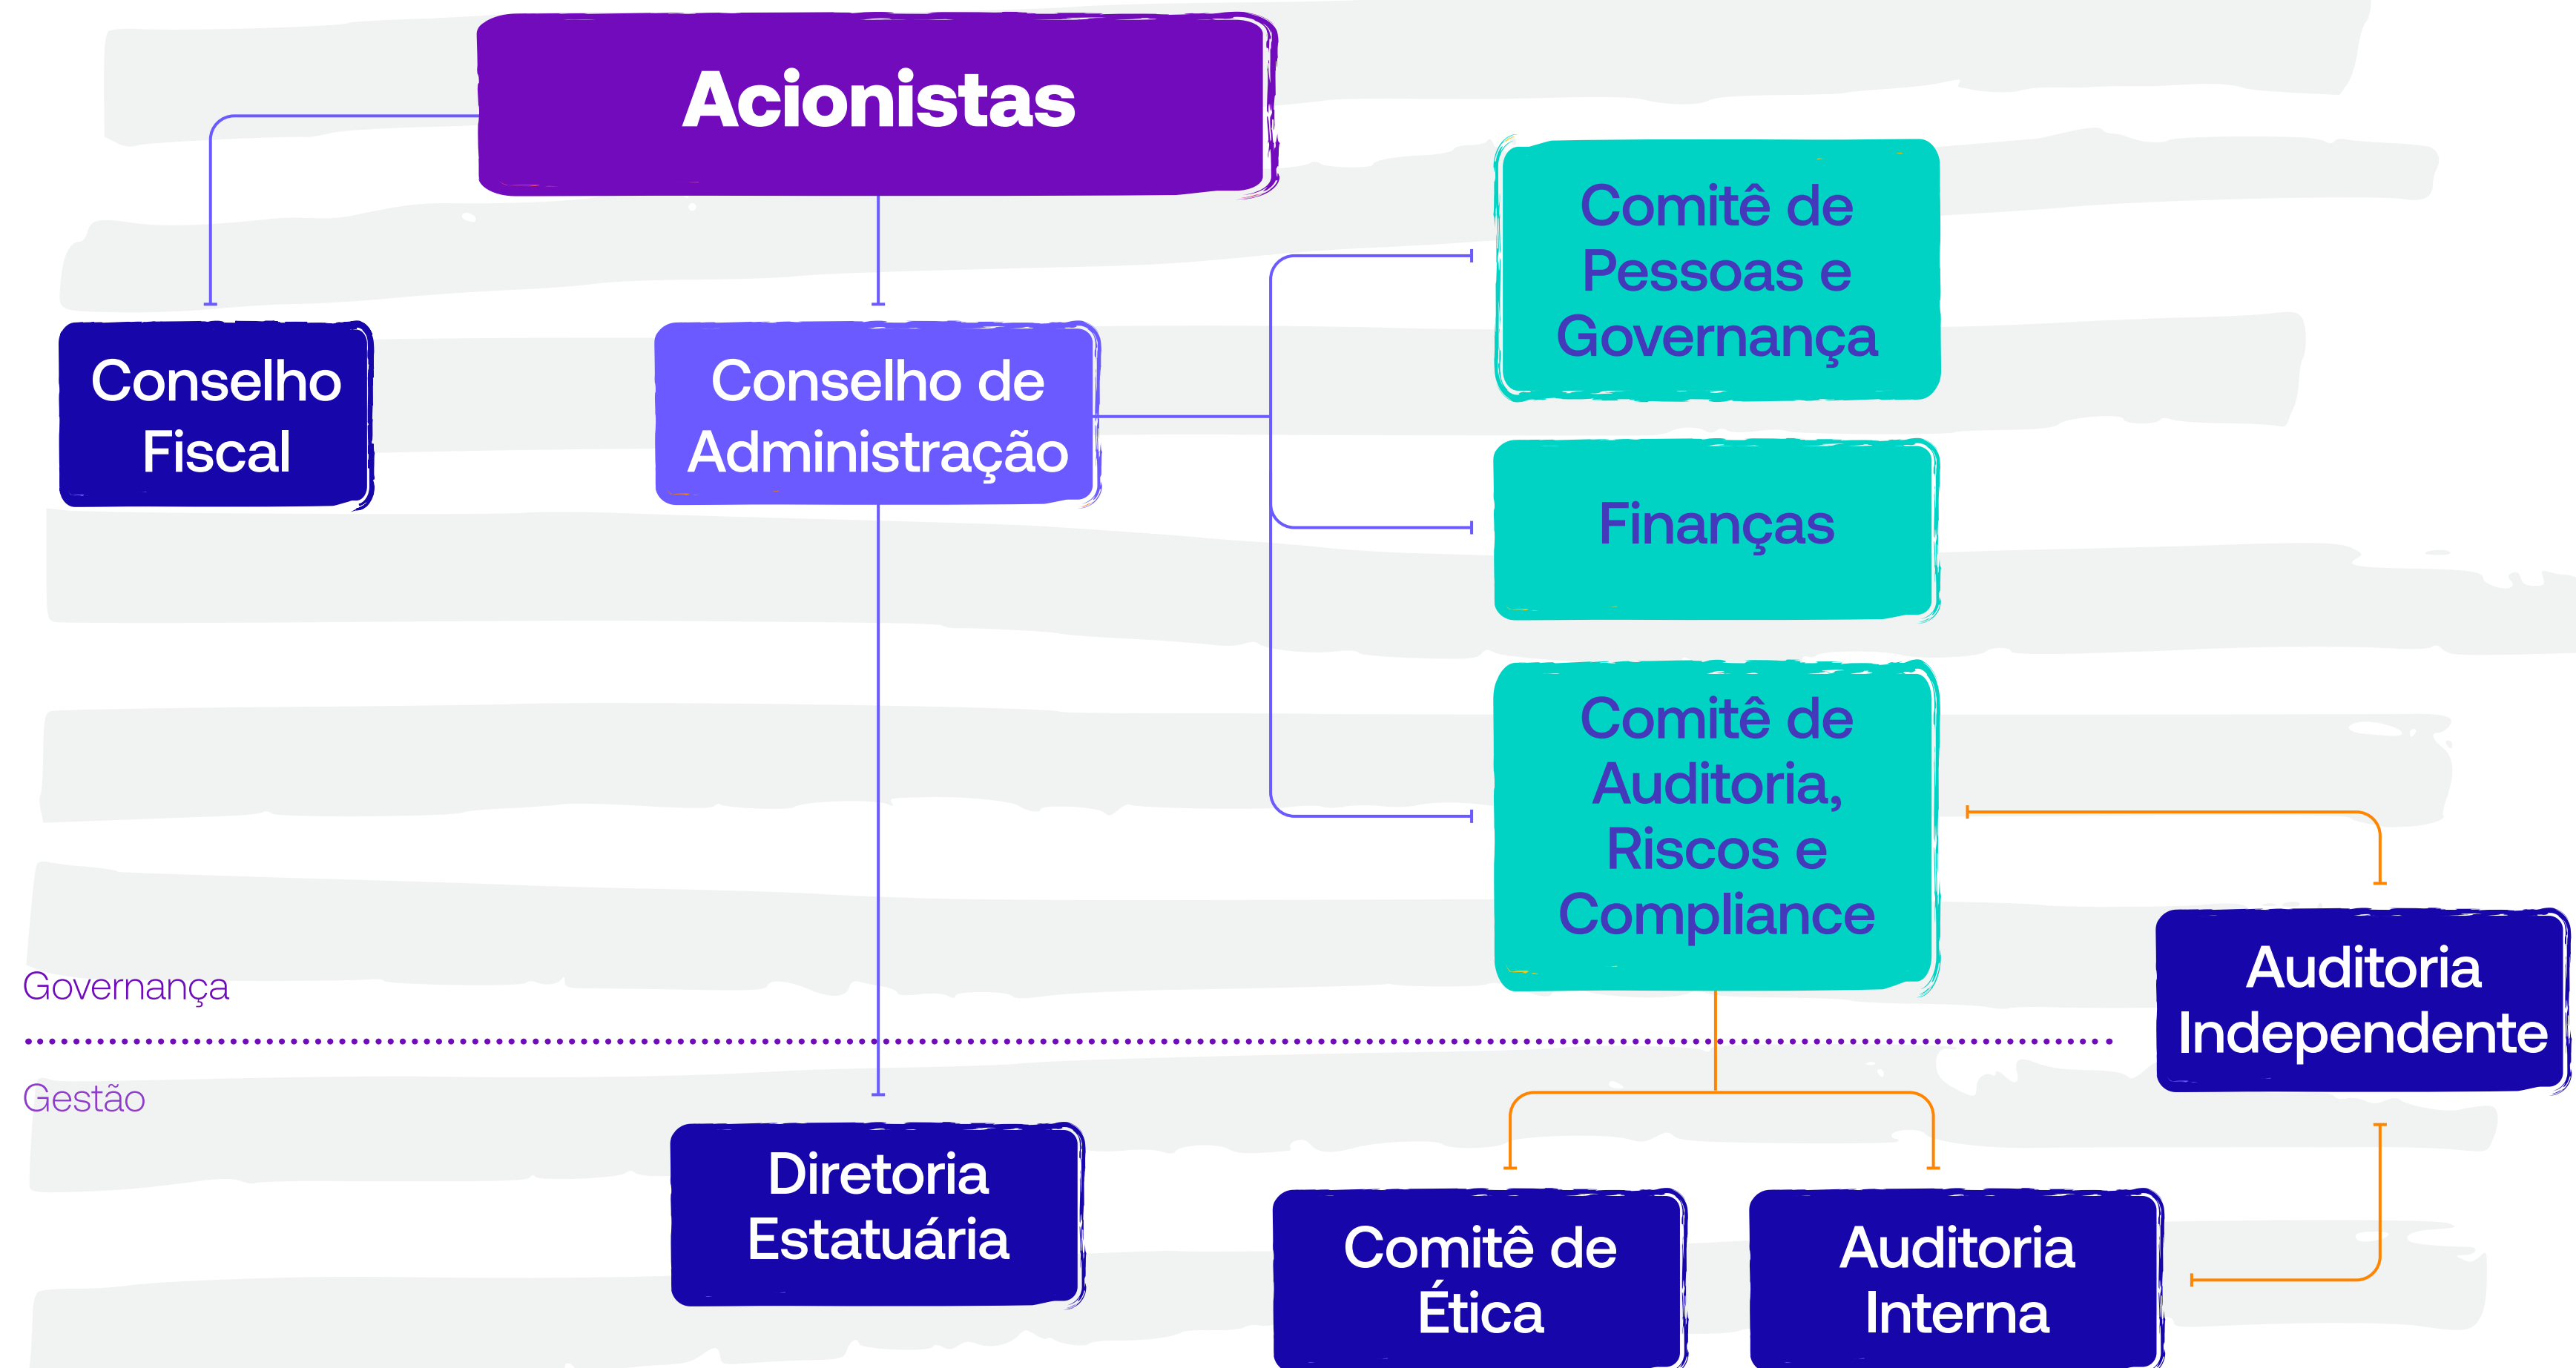 Acionistas
Comitê de
Pessoas e
Governança
Conselho
Fiscal
Conselho de
Administração
Finanças
Comitê de
Auditoria,
Riscos e
Compliance
Auditoria
Independente
Governança
Gestão
Diretoria
Estatuária
Comitê de
Ética
Auditoria
Interna